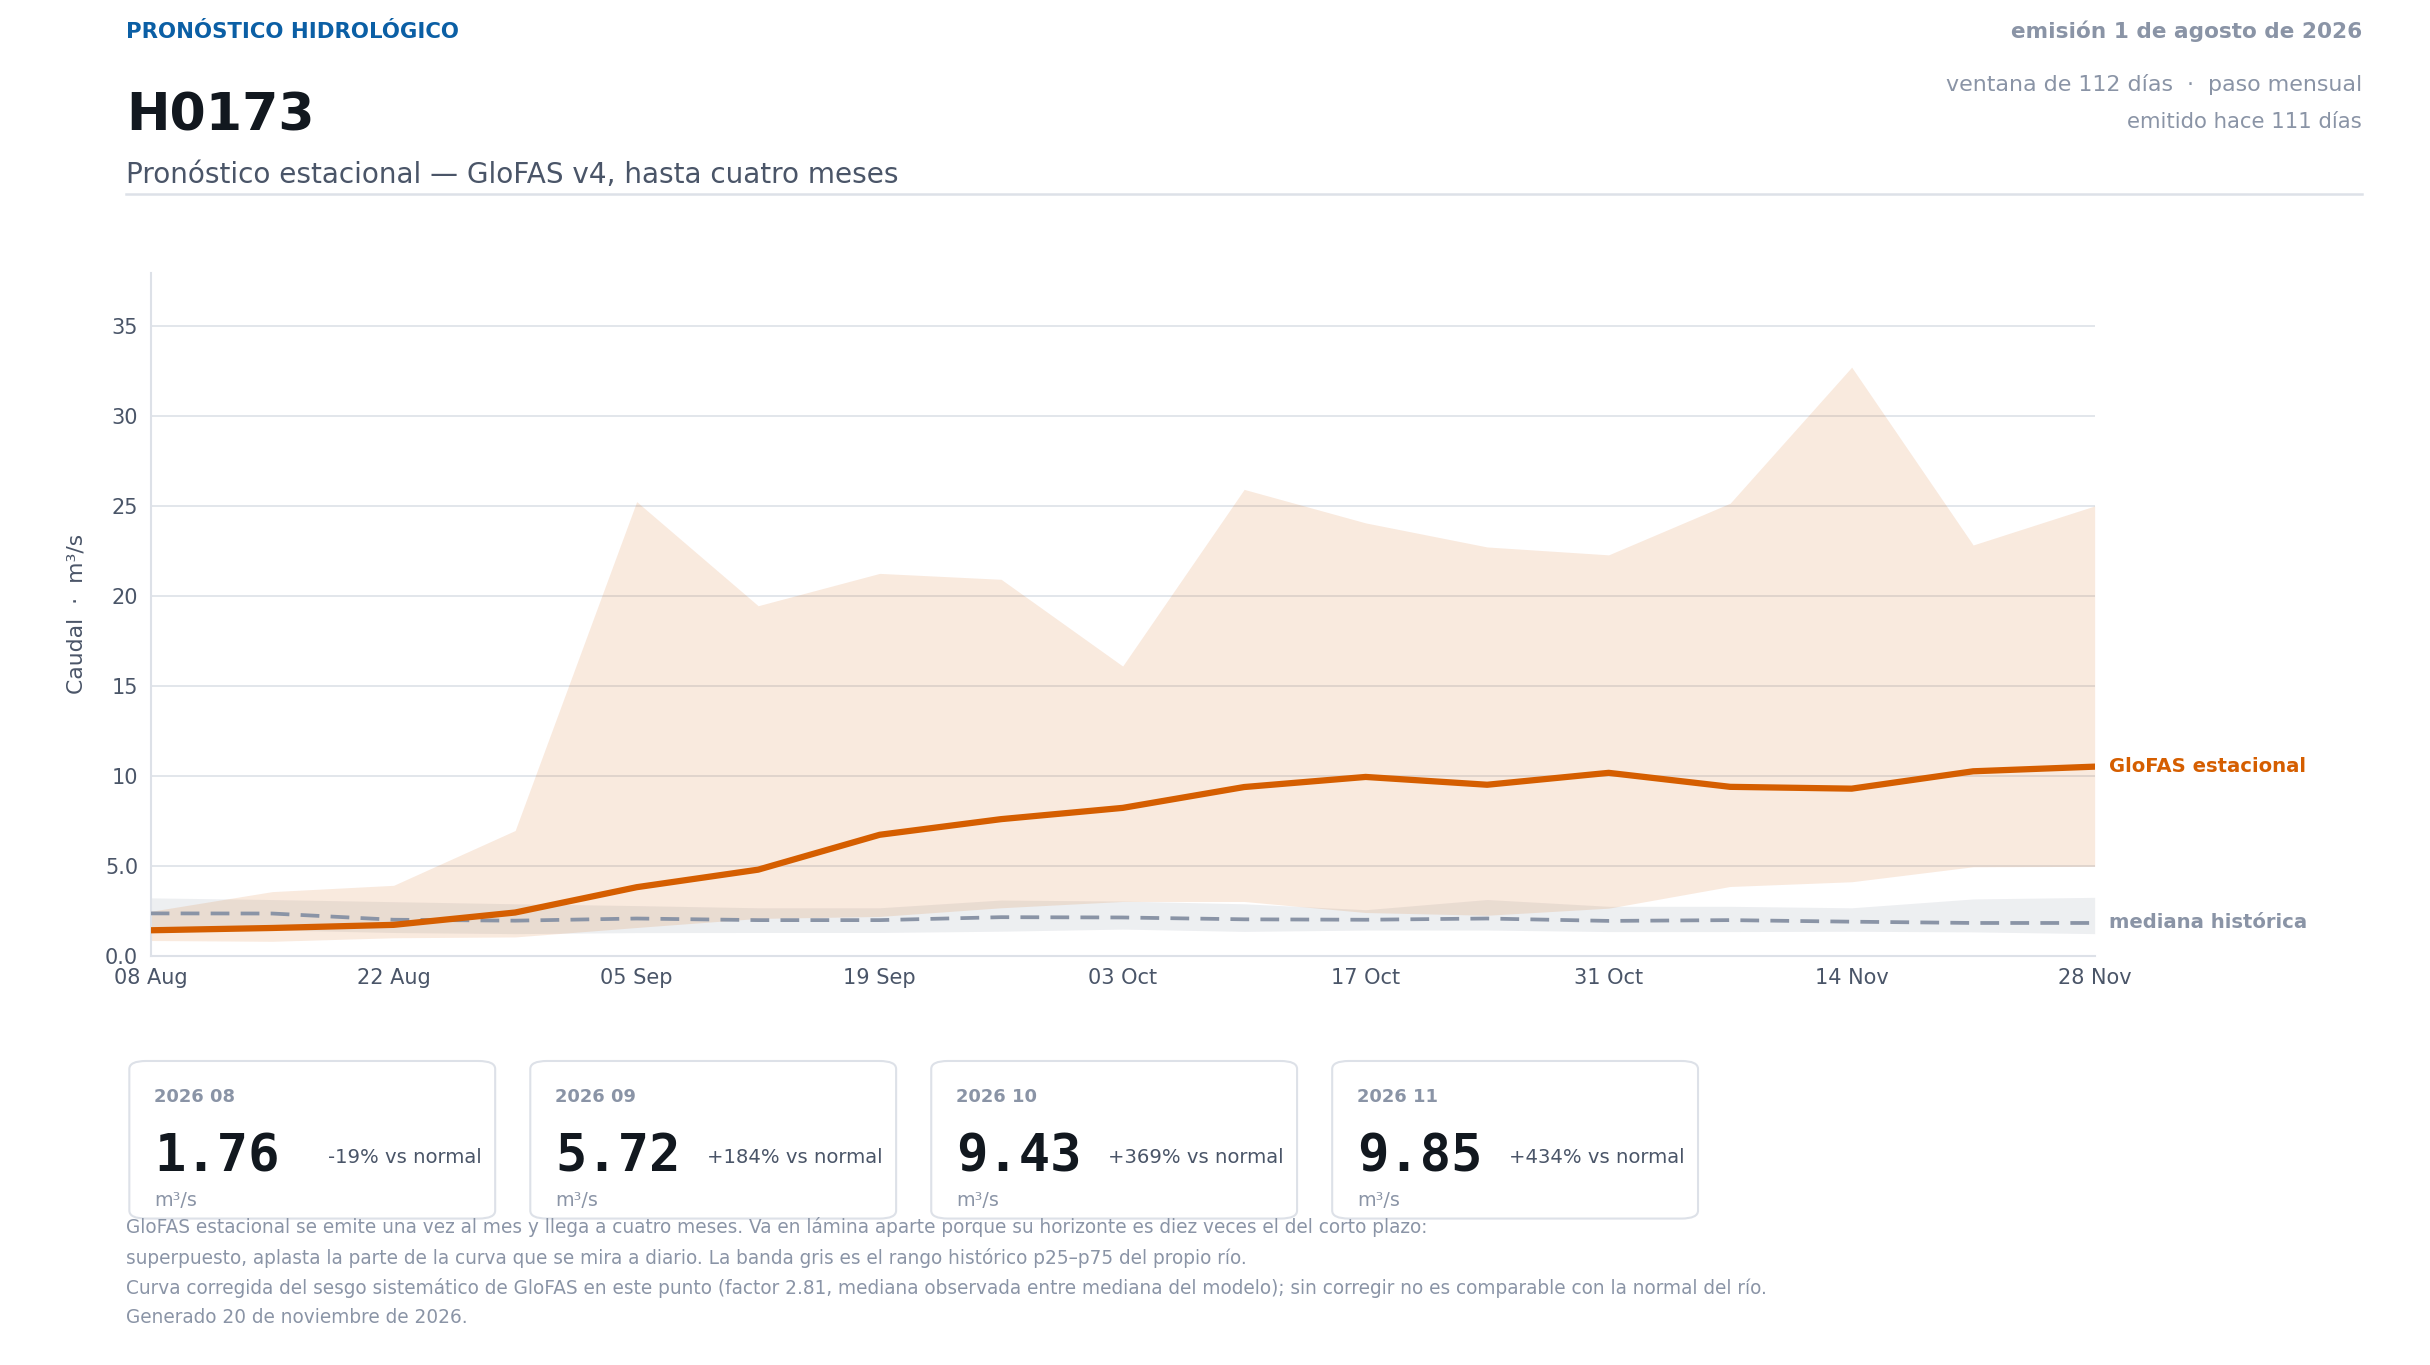 PRONÓSTICO HIDROLÓGICO
emisión 1 de agosto de 2026
ventana de 112 días · paso mensual
H0173
emitido hace 111 días
Pronóstico estacional — GloFAS v4, hasta cuatro meses
Caudal · m³/s
35
30
25
20
15
10
5.0
0.0
GloFAS estacional
mediana histórica
08 Aug
22 Aug
05 Sep
19 Sep
03 Oct
17 Oct
31 Oct
14 Nov
28 Nov
2026 08
1.76
-19% vs normal
m³/s
2026 09
5.72
+184% vs normal
m³/s
2026 10
9.43
+369% vs normal
m³/s
2026 11
9.85
+434% vs normal
m³/s
GloFAS estacional se emite una vez al mes y llega a cuatro meses. Va en lámina aparte porque su horizonte es diez veces el del corto plazo:
superpuesto, aplasta la parte de la curva que se mira a diario. La banda gris es el rango histórico p25–p75 del propio río.
Curva corregida del sesgo sistemático de GloFAS en este punto (factor 2.81, mediana observada entre mediana del modelo); sin corregir no es comparable con la normal del río.
Generado 20 de noviembre de 2026.